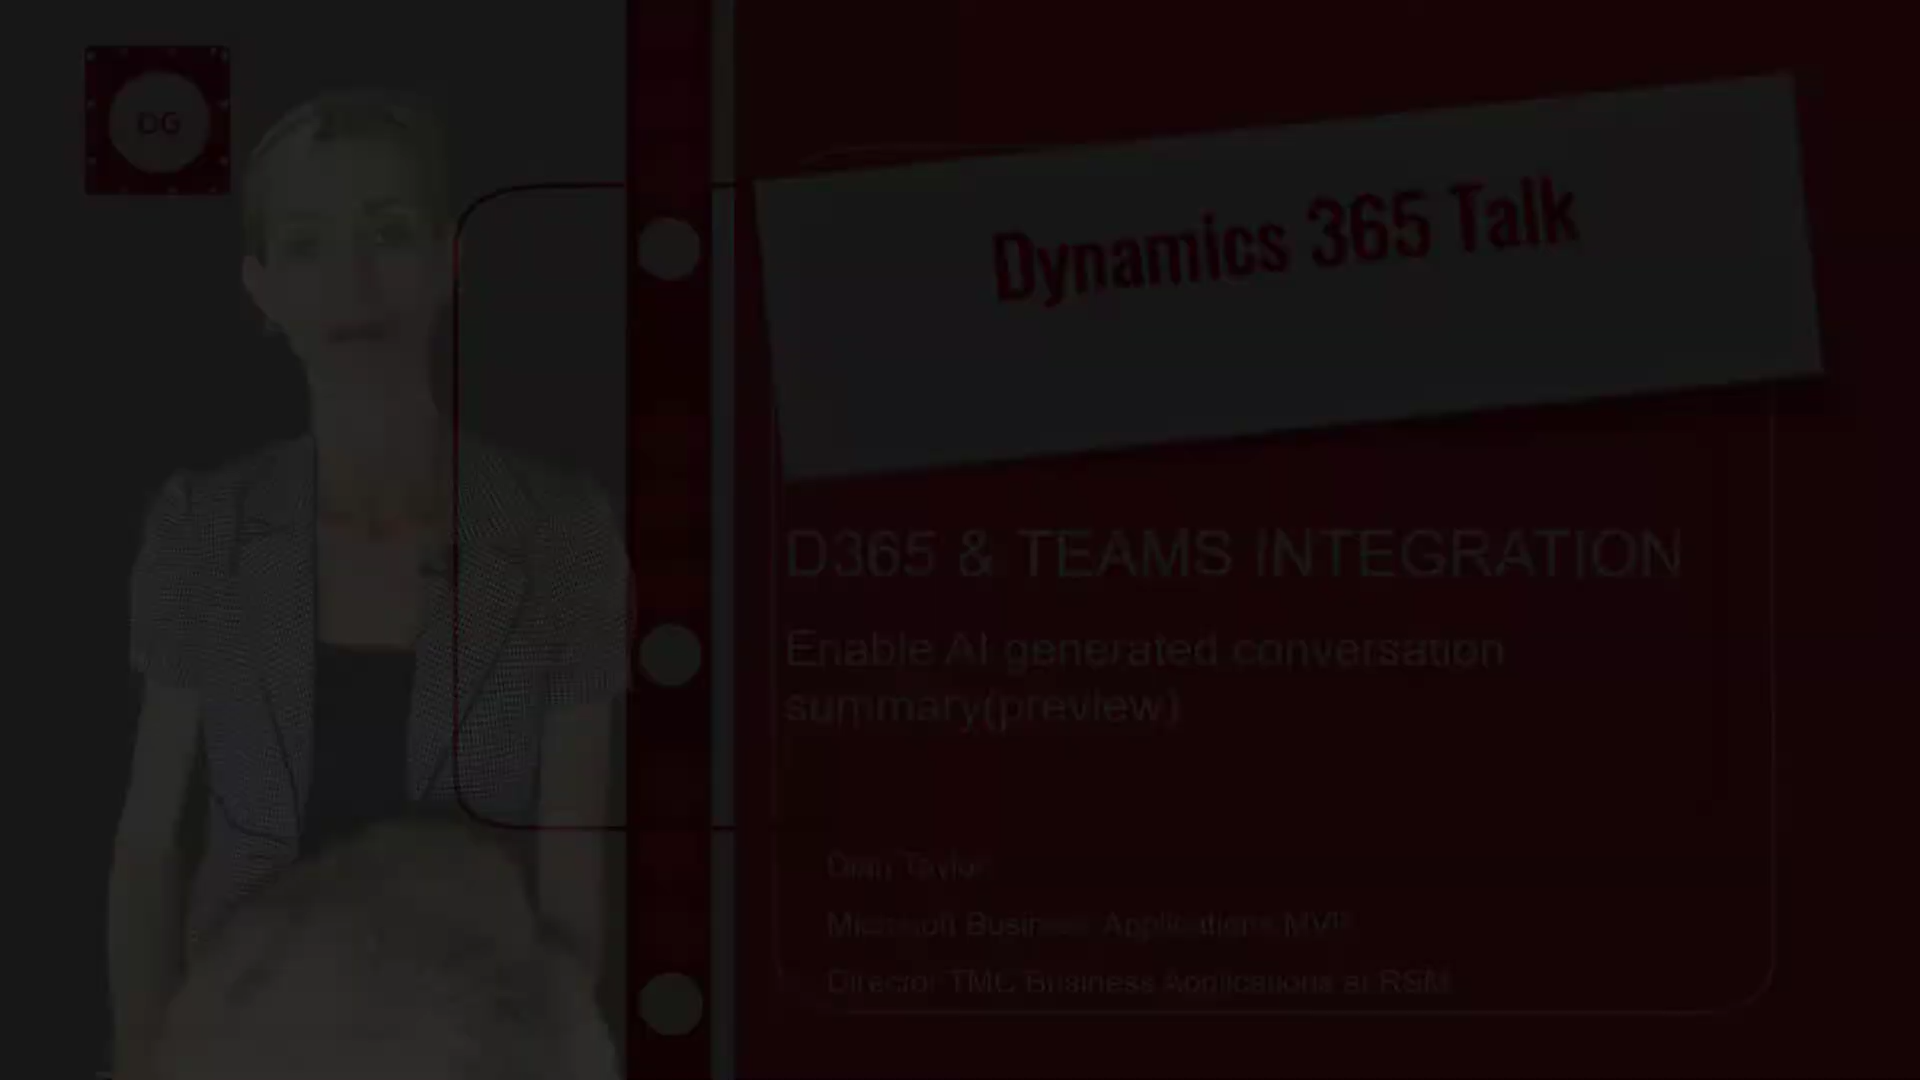 DG
Dynamics 365 Talk
D365 & TEAMS INTEGRATION
Enable AI generated conversation
summary(preview)
Taylor
Microsoft Business Applications MVP
Director TMC Business Applications at RSM